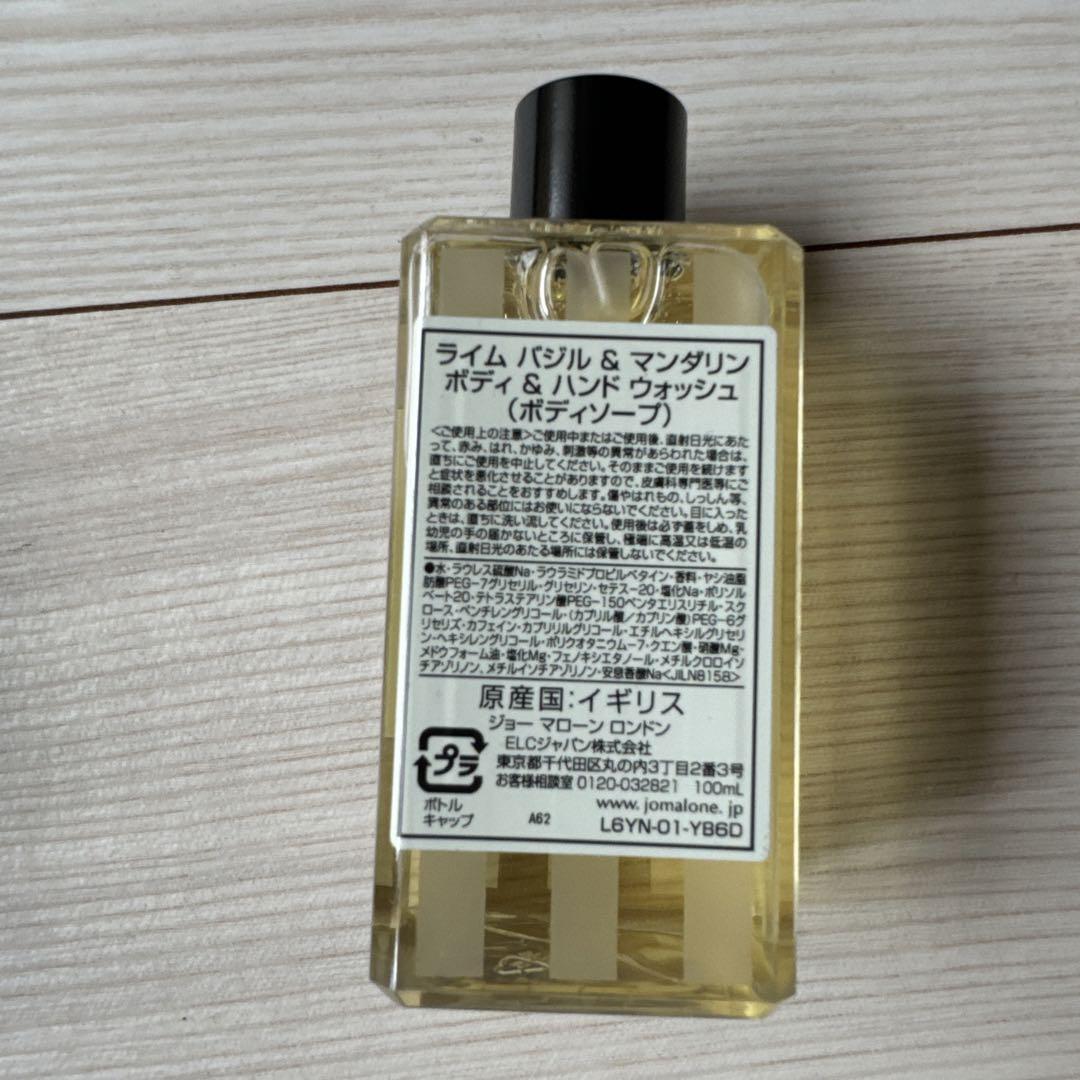 ライム バジル & マンダリン
ボディ & ハンド ウォッシュ
(ボディソープ)
<ご使用上の注意>ご使用中またはご使用後、直射日光にあた
って、赤み、はれ、かゆみ、刺激等の異常があらわれた場合は、
直ちにご使用を中止してください。そのままご使用を続けます
と症状を悪化させることがありますので、皮膚科専門医等にご
相談されることをおすすめします。傷やはれもの、しっしん等、
異常のある部位にはお使いにならないでください。目に入った
ときは、直ちに洗い流してください。使用後は必ず蓋をしめ、乳
幼児の手の届かないところに保管し、極端に高温又は低温の
場所、直射日光のあたる場所には保管しないでください。
●水・ラウレス硫酸Na・ラウラミドプロピルベタイン・香料・ヤシ油脂
肪酸PEG-7グリセリル・グリセリン・セテス-20・塩化Na・ポリソル
ベート20・テトラステアリン酸PEG-150ペンタエリスリチル・スク
ロース・ペンチレングリコール・(カプリル酸/カプリン酸)PEG-6グ
リセリズ・カフェイン・カプリリルグリコール・エチルヘキシルグリセリ
ン・ヘキシレングリコール・ポリクオタニウム-7・クエン酸・硝酸Mg・
メドウフォーム油・塩化Mg・フェノキシエタノール・メチルクロロイソ
チアゾリノン、メチルイソチアゾリノン・安息香酸Na<JILN8158>
原産国:イギリス
ジョー マローン ロンドン
ELCジャパン株式会社
東京都千代田区丸の内3丁目2番3号
お客様相談室 0120-032821 100mL
プラ
ボトル
キャップ
A62
www. jomalone. jp
L6YN-01-YB6D